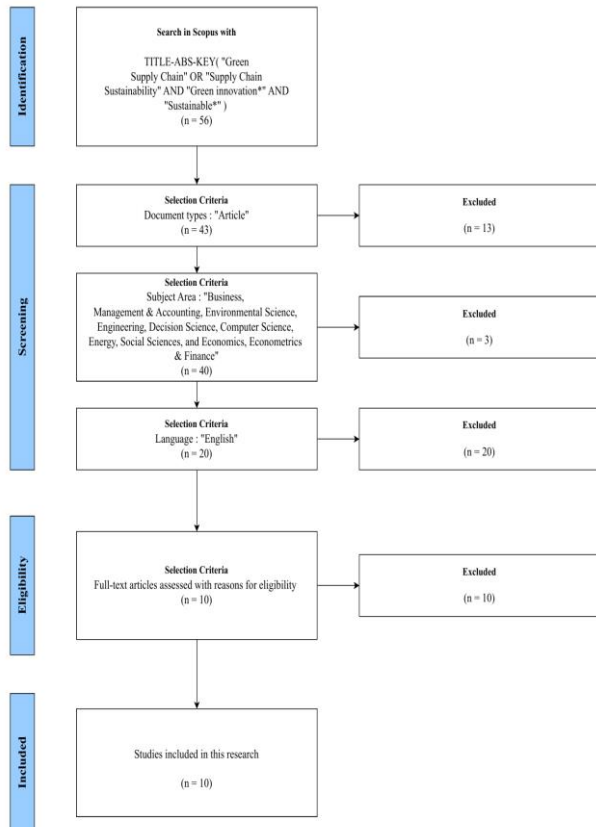 Identification
Search in Scopus with
TITLE-ABS-KEY( "Green
Supply Chain" OR "Supply Chain
Sustainability" AND "Green innovation*" AND
"Sustainable*" )
(n = 56)
Screening
Selection Criteria
Document types : "Article"
(n = 43)
Excluded
(n = 13)
Selection Criteria
Subject Area : "Business,
Management & Accounting, Environmental Science,
Engineering, Decision Science, Computer Science,
Energy, Social Sciences, and Economics, Econometrics
& Finance"
(n = 40)
Excluded
(n = 3)
Selection Criteria
Language : "English"
(n = 20)
Excluded
(n = 20)
Eligibility
Selection Criteria
Full-text articles assessed with reasons for eligibility
(n = 10)
Excluded
(n = 10)
Included
Studies included in this research
(n = 10)